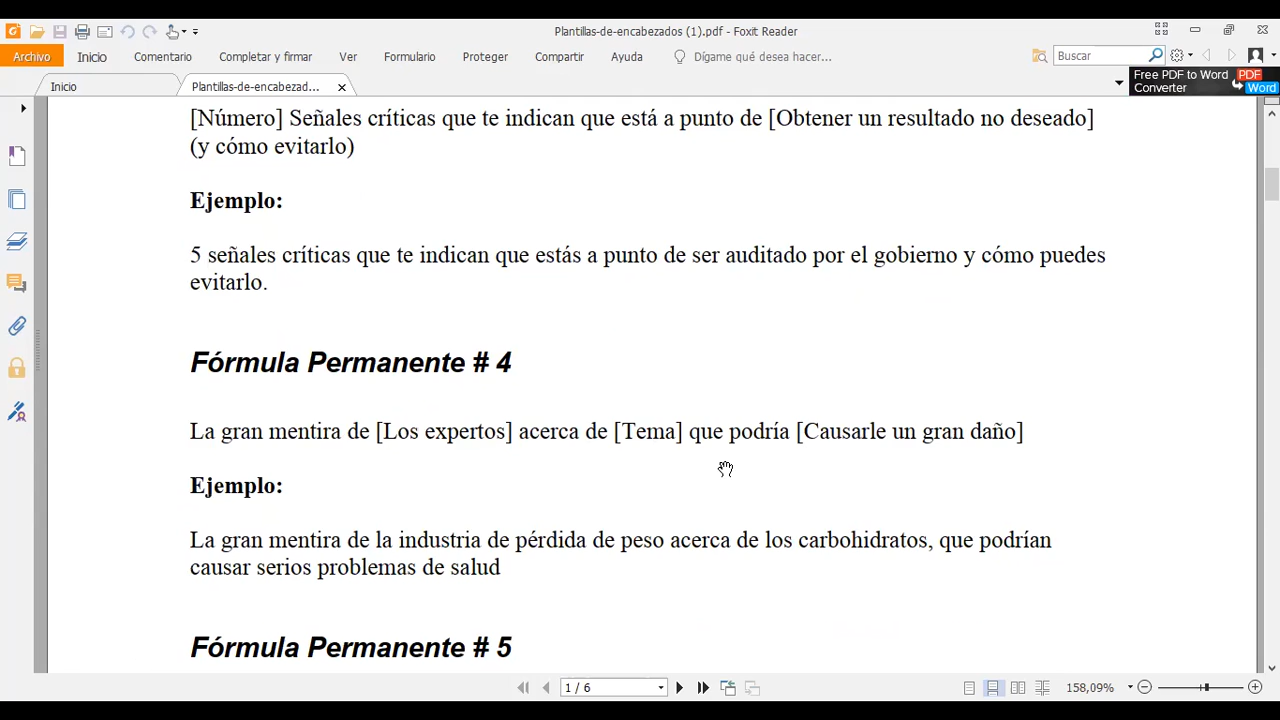 Plantillas-de-encabezados (1).pdf - Foxit Reader
Archivo Inicio Comentario Completar y firmar Ver Formulario Proteger Compartir Ayuda Dígame qué desea hacer... Buscar
Inicio Plantillas-de-encabezad... Free PDF to Word Converter PDF Word
[Número] Señales críticas que te indican que está a punto de [Obtener un resultado no deseado]
(y cómo evitarlo)
Ejemplo:
5 señales críticas que te indican que estás a punto de ser auditado por el gobierno y cómo puedes
evitarlo.
Fórmula Permanente # 4
La gran mentira de [Los expertos] acerca de [Tema] que podría [Causarle un gran daño]
Ejemplo:
La gran mentira de la industria de pérdida de peso acerca de los carbohidratos, que podrían
causar serios problemas de salud
Fórmula Permanente # 5
1 / 6 158,09%